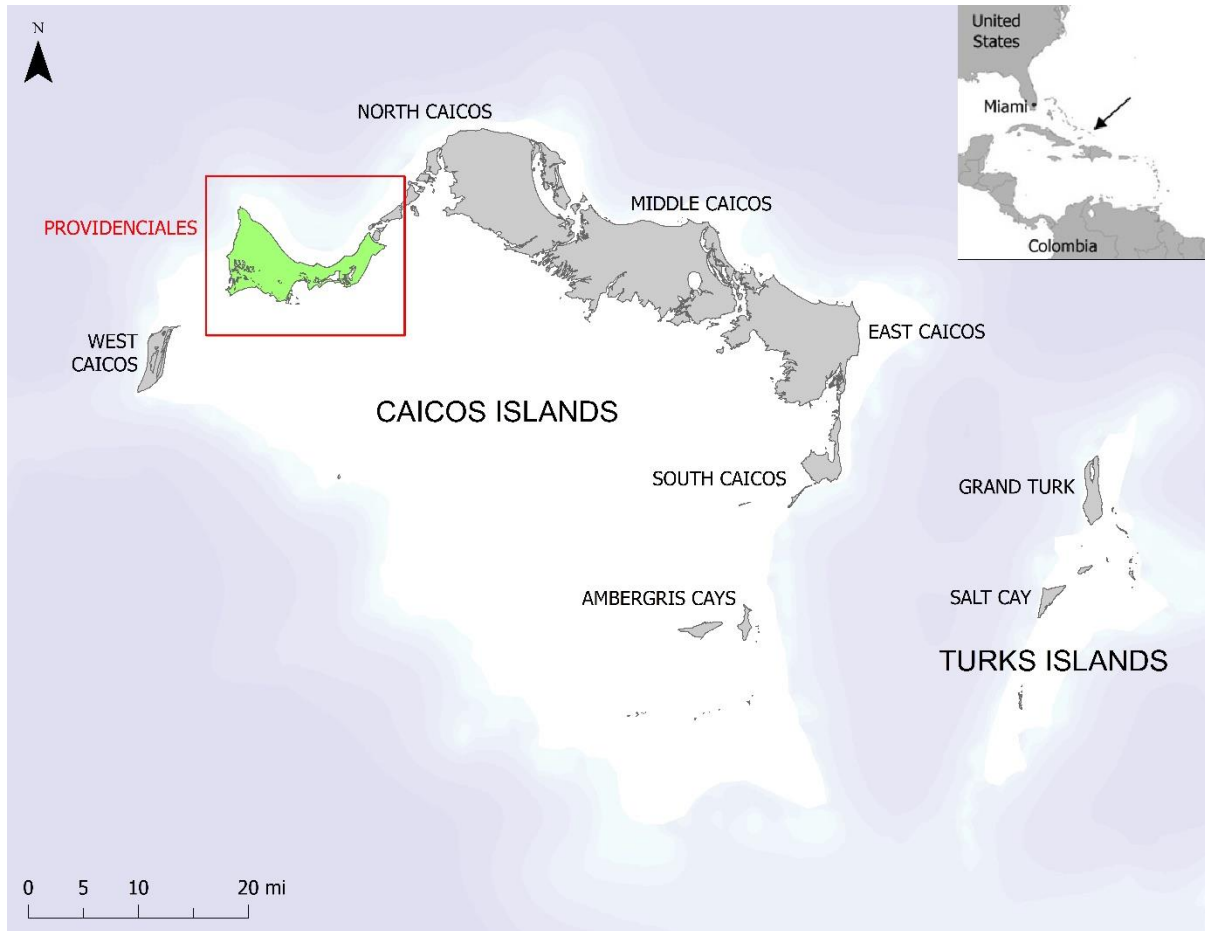 N
United
States
Miami
Colombia
NORTH CAICOS
MIDDLE CAICOS
PROVIDENCIALES
EAST CAICOS
WEST
CAICOS
CAICOS ISLANDS
SOUTH CAICOS
GRAND TURK
AMBERGRIS CAYS
SALT CAY
TURKS ISLANDS
0 5 10 20 mi